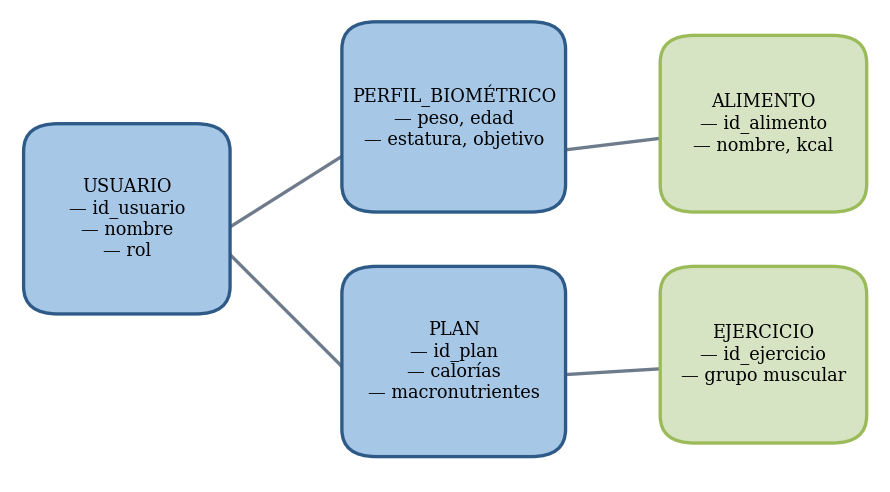 USUARIO
— id_usuario
— nombre
— rol
PERFIL_BIOMÉTRICO
— peso, edad
— estatura, objetivo
PLAN
— id_plan
— calorías
— macronutrientes
ALIMENTO
— id_alimento
— nombre, kcal
EJERCICIO
— id_ejercicio
— grupo muscular